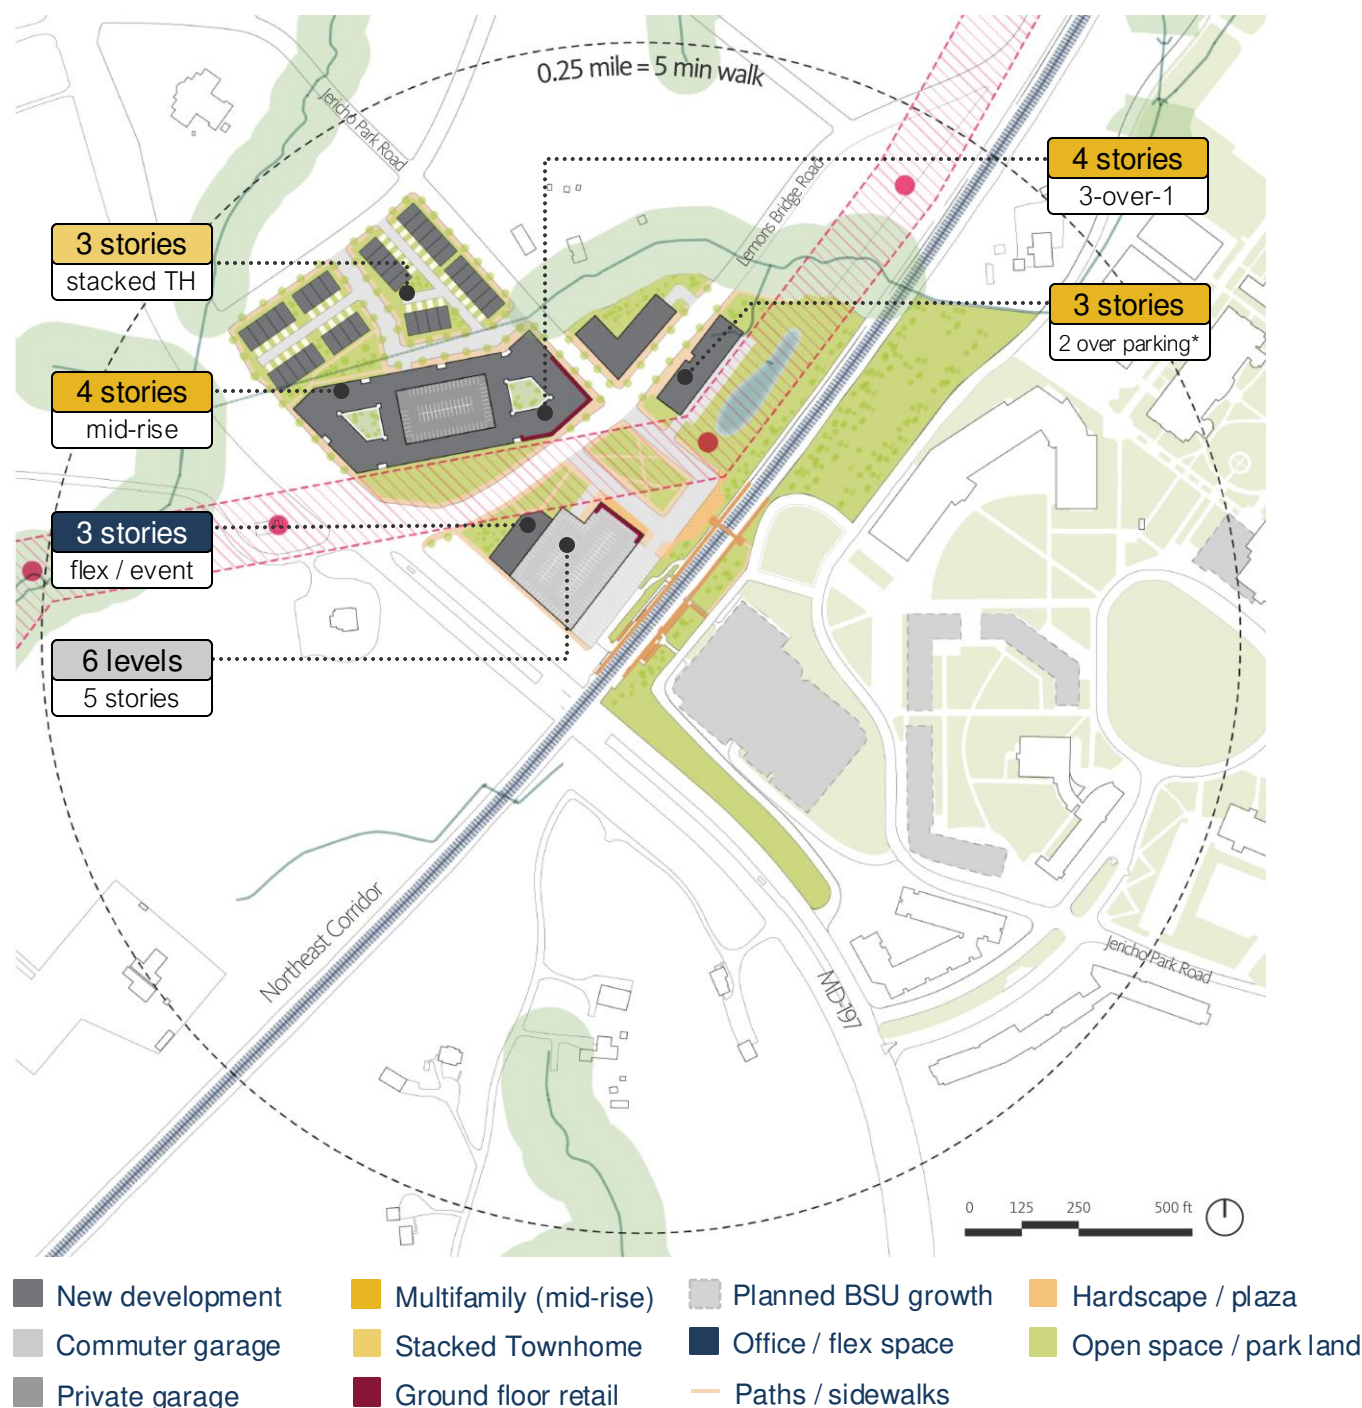 0.25 mile = 5 min walk
Jericho Park Road
Lemons Bridge Road
4 stories
3-over-1
3 stories
stacked TH
3 stories
2 over parking*
4 stories
mid-rise
3 stories
flex / event
6 levels
5 stories
Northeast Corridor
MD-197
Jericho Park Road
0 125 250 500 ft
New development
Multifamily (mid-rise)
Planned BSU growth
Hardscape / plaza
Commuter garage
Stacked Townhome
Office / flex space
Open space / park land
Private garage
Ground floor retail
Paths / sidewalks